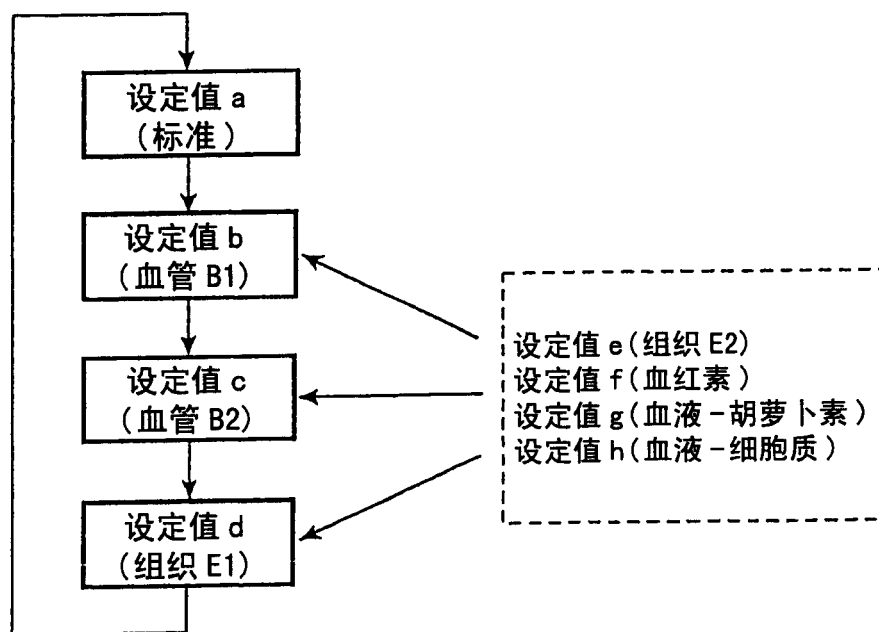 设定值 a
(标准)
设定值 b
(血管 B1)
设定值 c
(血管 B2)
设定值 d
(组织 E1)
设定值 e(组织 E2)
设定值 f(血红素)
设定值 g(血液-胡萝卜素)
设定值 h(血液-细胞质)